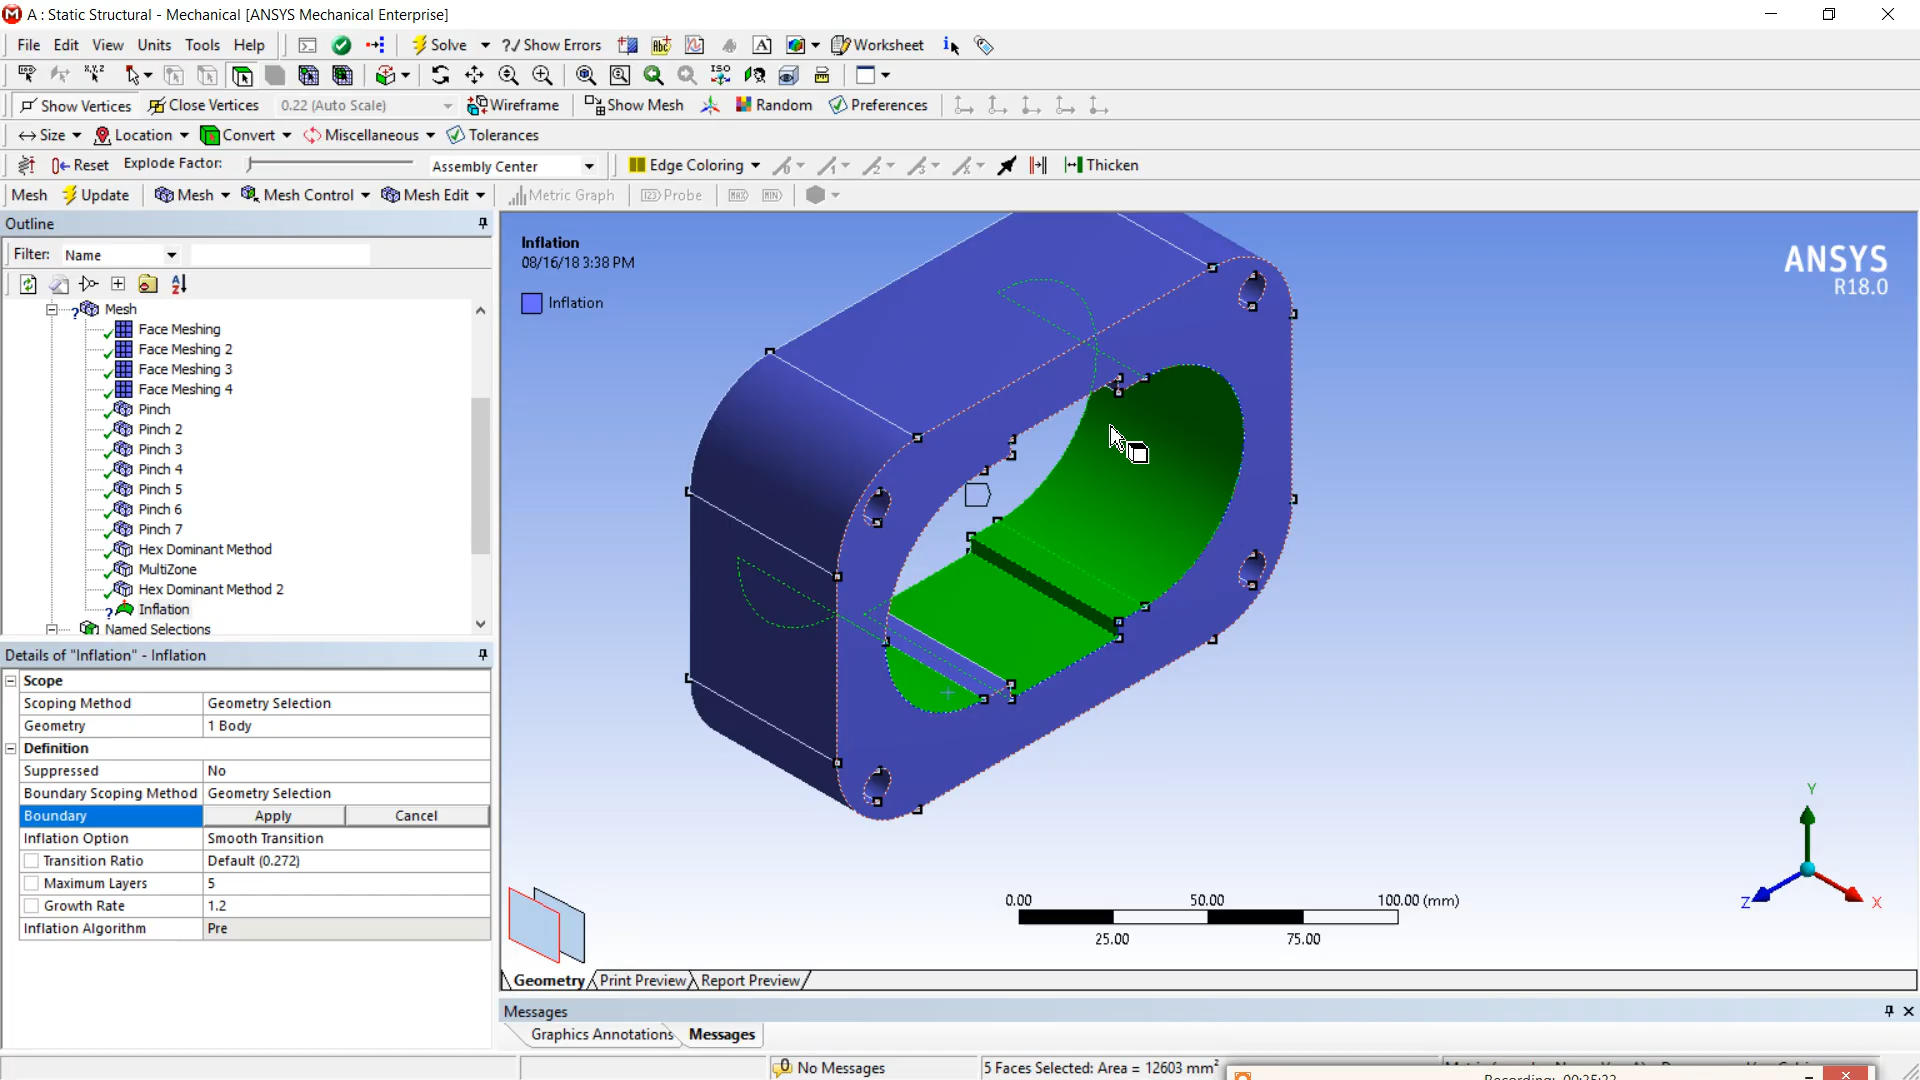 A : Static Structural - Mechanical [ANSYS Mechanical Enterprise]
File Edit View Units Tools Help Solve ?/ Show Errors Worksheet
Show Vertices Close Vertices 0.22 (Auto Scale) Wireframe Show Mesh Random Preferences
Size Location Convert Miscellaneous Tolerances
Reset Explode Factor: Assembly Center Edge Coloring Thicken
Mesh Update Mesh Mesh Control Mesh Edit Metric Graph Probe
Outline
Filter: Name
Mesh
Face Meshing
Face Meshing 2
Face Meshing 3
Face Meshing 4
Pinch
Pinch 2
Pinch 3
Pinch 4
Pinch 5
Pinch 6
Pinch 7
Hex Dominant Method
MultiZone
Hex Dominant Method 2
Inflation
Named Selections
Details of "Inflation" - Inflation
Scope
Scoping Method Geometry Selection
Geometry 1 Body
Definition
Suppressed No
Boundary Scoping Method Geometry Selection
Boundary Apply Cancel
Inflation Option Smooth Transition
Transition Ratio Default (0.272)
Maximum Layers 5
Growth Rate 1.2
Inflation Algorithm Pre
Inflation
08/16/18 3:38 PM
Inflation
ANSYS
R18.0
0.00 50.00 100.00 (mm)
25.00 75.00
Y
Z
X
Geometry Print Preview Report Preview
Messages
Graphics Annotations Messages
No Messages 5 Faces Selected: Area = 12603 mm²